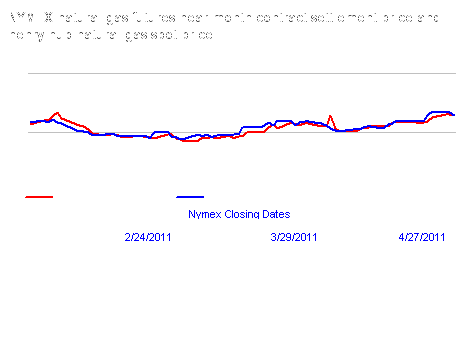 NYMEX natural gas futures near-month contract settlement price and
henry hub natural gas spot price
Nymex Closing Dates
2/24/2011 3/29/2011 4/27/2011